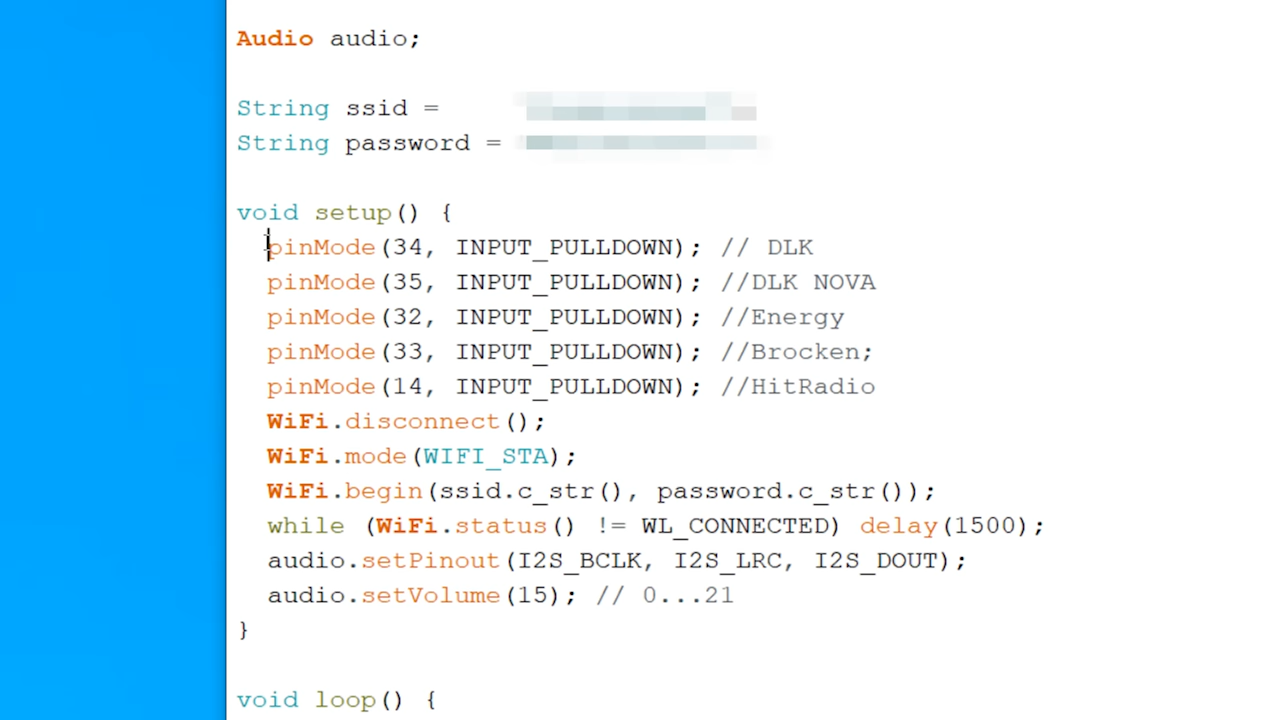 Audio audio;
String ssid =
String password =
void setup() {
pinMode(34, INPUT_PULLDOWN); // DLK
pinMode(35, INPUT_PULLDOWN); //DLK NOVA
pinMode(32, INPUT_PULLDOWN); //Energy
pinMode(33, INPUT_PULLDOWN); //Brocken;
pinMode(14, INPUT_PULLDOWN); //HitRadio
WiFi.disconnect();
WiFi.mode(WIFI_STA);
WiFi.begin(ssid.c_str(), password.c_str());
while (WiFi.status() != WL_CONNECTED) delay(1500);
audio.setPinout(I2S_BCLK, I2S_LRC, I2S_DOUT);
audio.setVolume(15); // 0...21
}
void loop() {